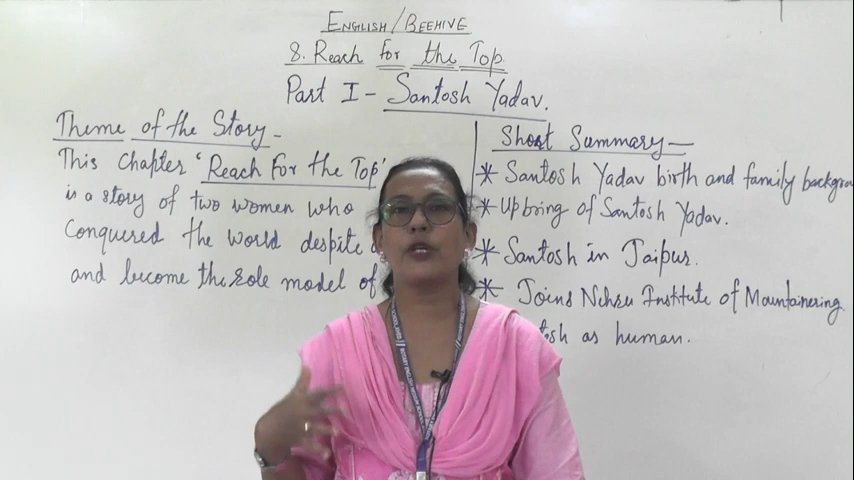 ENGLISH/BEEHIVE
8. Reach for the Top
Part I - Santosh Yadav.
Theme of the Story -
This Chapter 'Reach For the Top'
is a story of two women who
Conquered the world despite
and become the role model of
Short Summary -
* Santosh Yadav birth and family backgrou
* Upbring of Santosh Yadav.
* Santosh in Jaipur.
* Joins Nehru Institute of Mountainering
tosh as human.